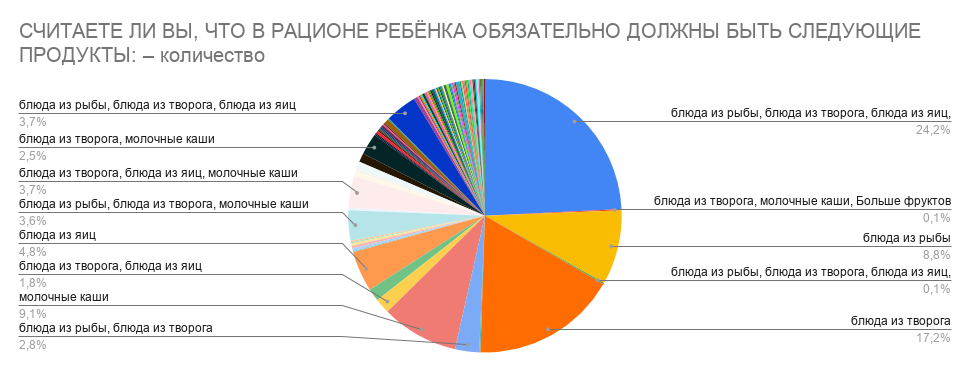 СЧИТАЕТЕ ЛИ ВЫ, ЧТО В РАЦИОНЕ РЕБЁНКА ОБЯЗАТЕЛЬНО ДОЛЖНЫ БЫТЬ СЛЕДУЮЩИЕ
ПРОДУКТЫ: – количество
блюда из рыбы, блюда из творога, блюда из яиц
3,7%
блюда из творога, молочные каши
2,5%
блюда из творога, блюда из яиц, молочные каши
3,7%
блюда из рыбы, блюда из творога, молочные каши
3,6%
блюда из яиц
4,8%
блюда из творога, блюда из яиц
1,8%
молочные каши
9,1%
блюда из рыбы, блюда из творога
2,8%
блюда из рыбы, блюда из творога, блюда из яиц,
24,2%
блюда из творога, молочные каши, Больше фруктов
0,1%
блюда из рыбы
8,8%
блюда из рыбы, блюда из творога, блюда из яиц,
0,1%
блюда из творога
17,2%